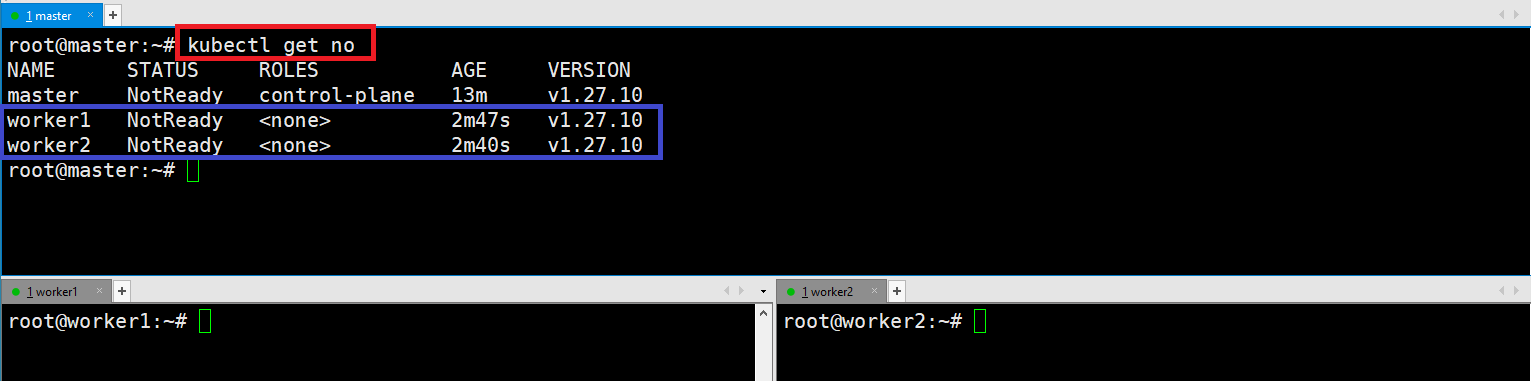 1 master × +
root@master:~# kubectl get no
NAME STATUS ROLES AGE VERSION
master NotReady control-plane 13m v1.27.10
worker1 NotReady <none> 2m47s v1.27.10
worker2 NotReady <none> 2m40s v1.27.10
root@master:~#
1 worker1 × +
root@worker1:~#
1 worker2 × +
root@worker2:~#